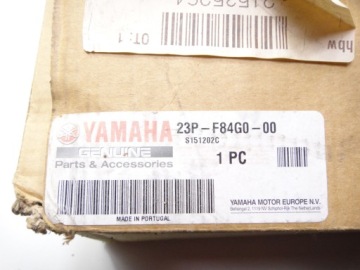 YAMAHA
GENUINE
Parts & Accessories
23P-F84G0-00
S151202C
1 PC
MADE IN PORTUGAL
YAMAHA MOTOR EUROPE N.V.
OT: 1